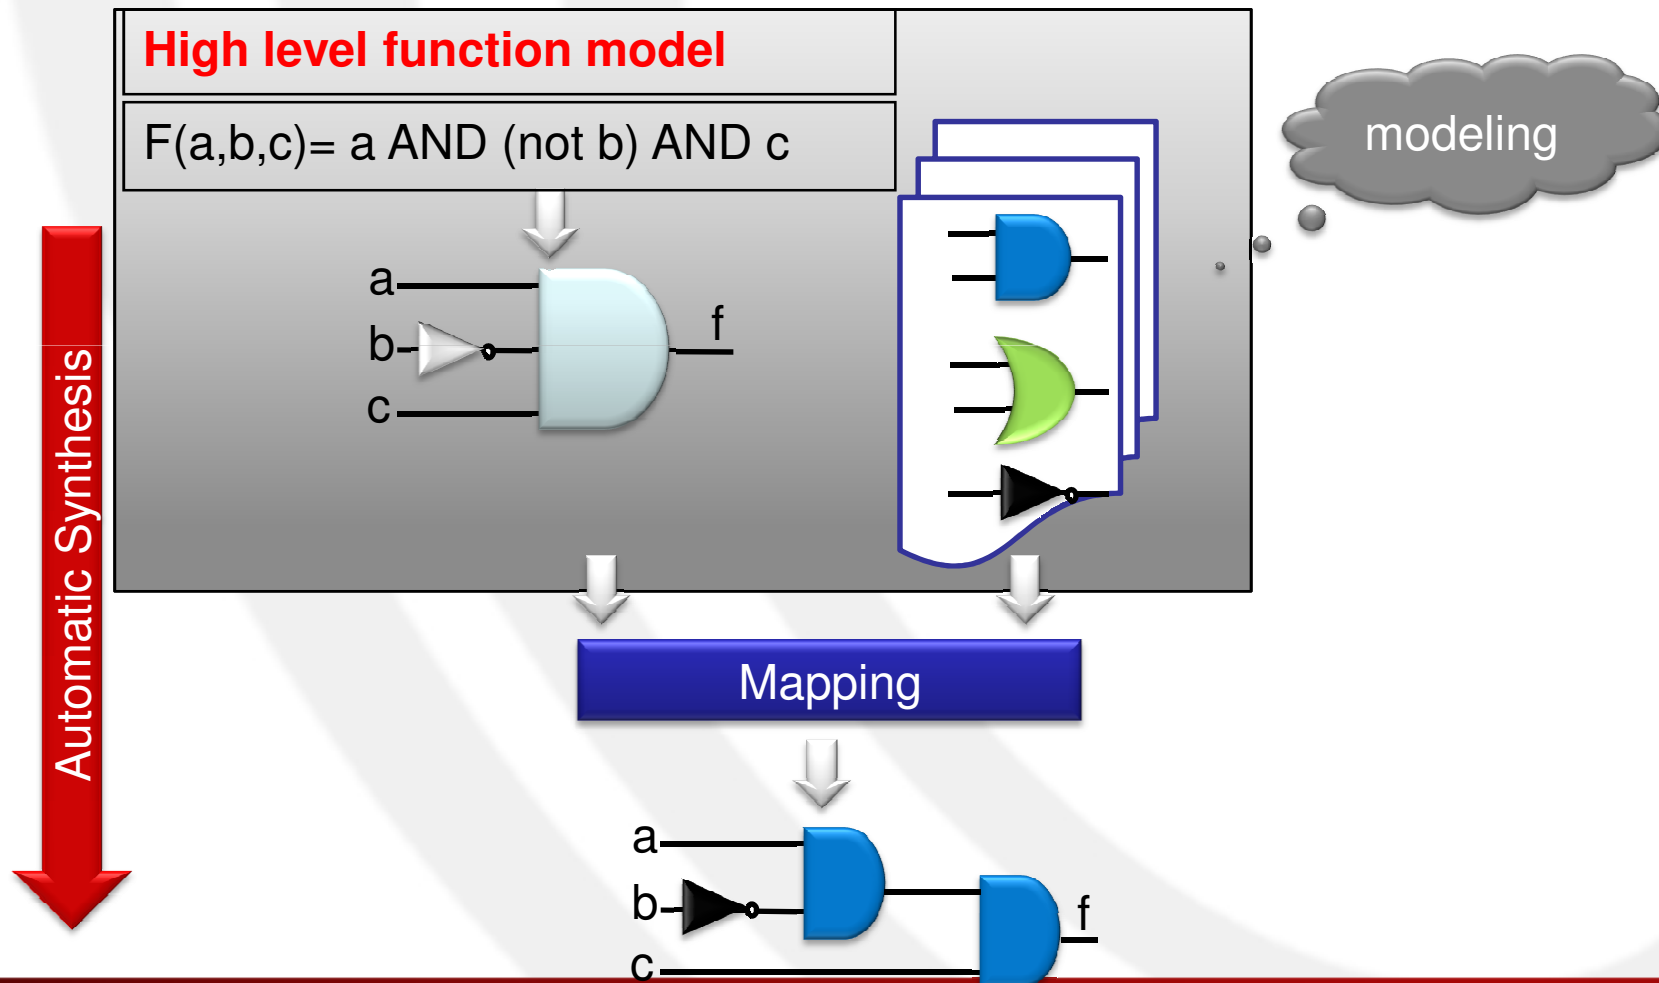 High level function model
F(a,b,c)= a AND (not b) AND c
modeling
a
b
c
f
Automatic Synthesis
Mapping
a
b
c
f